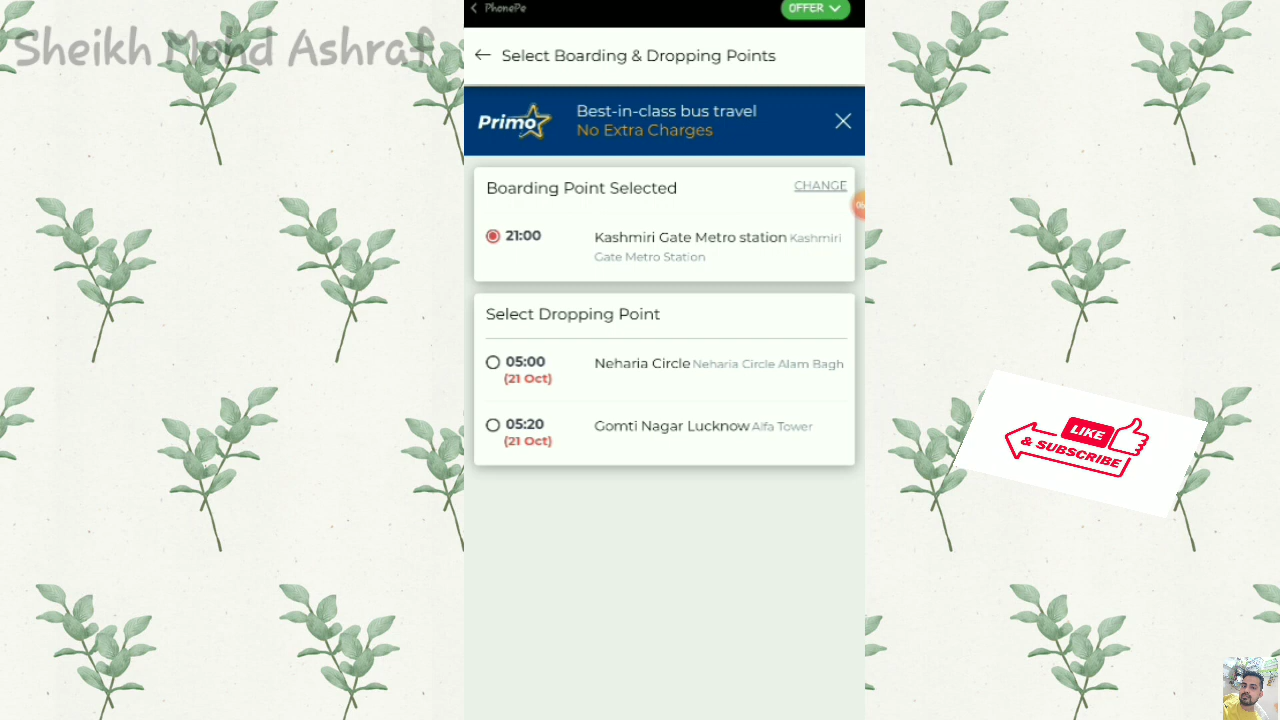 Sheikh Mohd Ashraf
PhonePe
OFFER
Select Boarding & Dropping Points
Primo
Best-in-class bus travel
No Extra Charges
Boarding Point Selected
CHANGE
21:00
Kashmiri Gate Metro station Kashmiri
Gate Metro Station
Select Dropping Point
05:00
(21 Oct)
Neharia Circle Neharia Circle Alam Bagh
05:20
(21 Oct)
Gomti Nagar Lucknow Alfa Tower
LIKE
& SUBSCRIBE